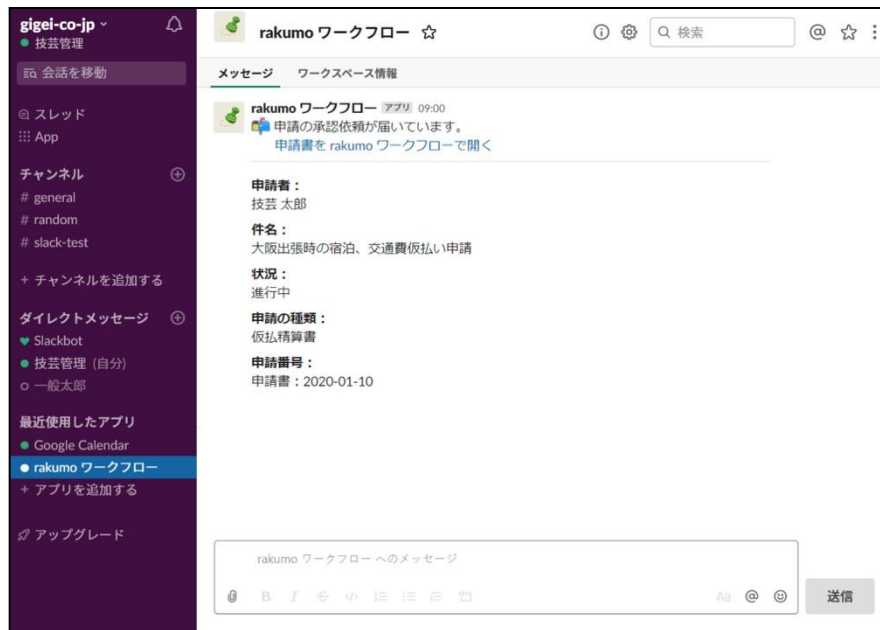 gigei-co-jp
技芸管理
会話を移動
スレッド
App
チャンネル
# general
# random
# slack-test
+ チャンネルを追加する
ダイレクトメッセージ
Slackbot
技芸管理 (自分)
一般太郎
最近使用したアプリ
Google Calendar
rakumo ワークフロー
+ アプリを追加する
アップグレード
rakumo ワークフロー
検索
メッセージ ワークスペース情報
rakumo ワークフロー アプリ 09:00
申請の承認依頼が届いています。
申請書を rakumo ワークフローで開く
申請者:
技芸 太郎
件名:
大阪出張時の宿泊、交通費仮払い申請
状況:
進行中
申請の種類:
仮払精算書
申請番号:
申請書:2020-01-10
rakumo ワークフロー へのメッセージ
B I S Aa @
送信